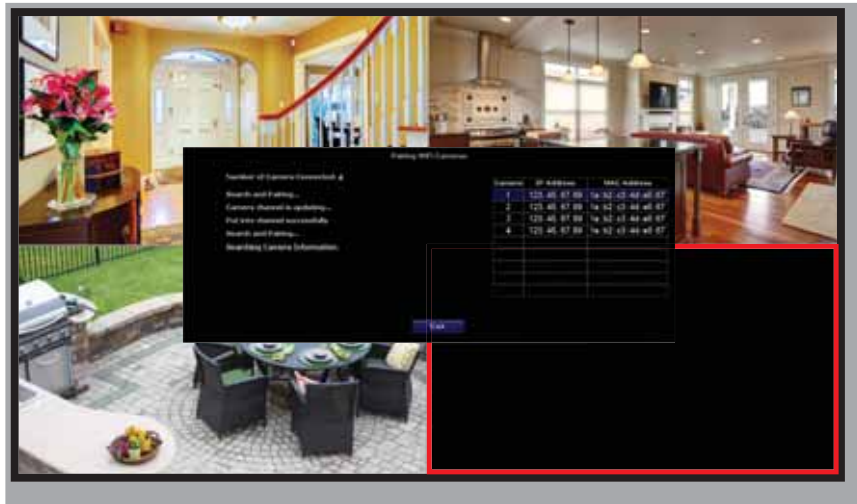 Pairing WiFi Cameras
Number of Camera Connected: 4
Search and Pairing...
Camera channel is updating...
Put into channel successfully
Search and Pairing...
Searching Camera Information
Camera IP Address MAC Address
1 123. 45. 67. 89 1a: b2: c3: 4d: e5: 67
2 123. 45. 67. 89 1a: b2: c3: 4d: e5: 67
3 123. 45. 67. 89 1a: b2: c3: 4d: e5: 67
4 123. 45. 67. 89 1a: b2: c3: 4d: e5: 67
Exit